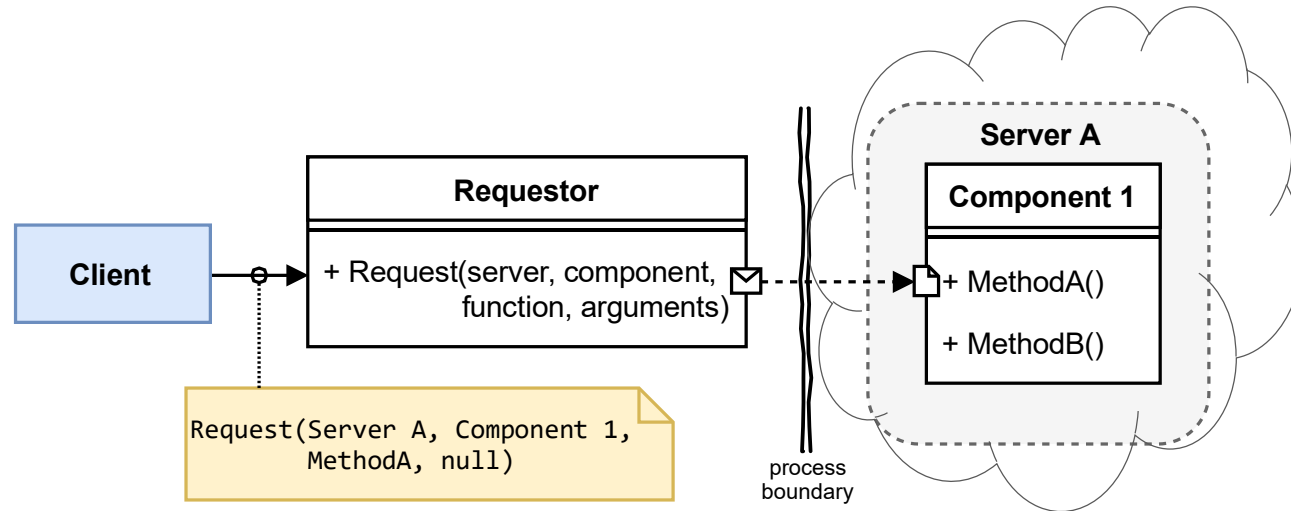 Server A
Requestor
Component 1
Client
+ Request(server, component,
function, arguments)
+ MethodA()
+ MethodB()
Request(Server A, Component 1,
MethodA, null)
process
boundary